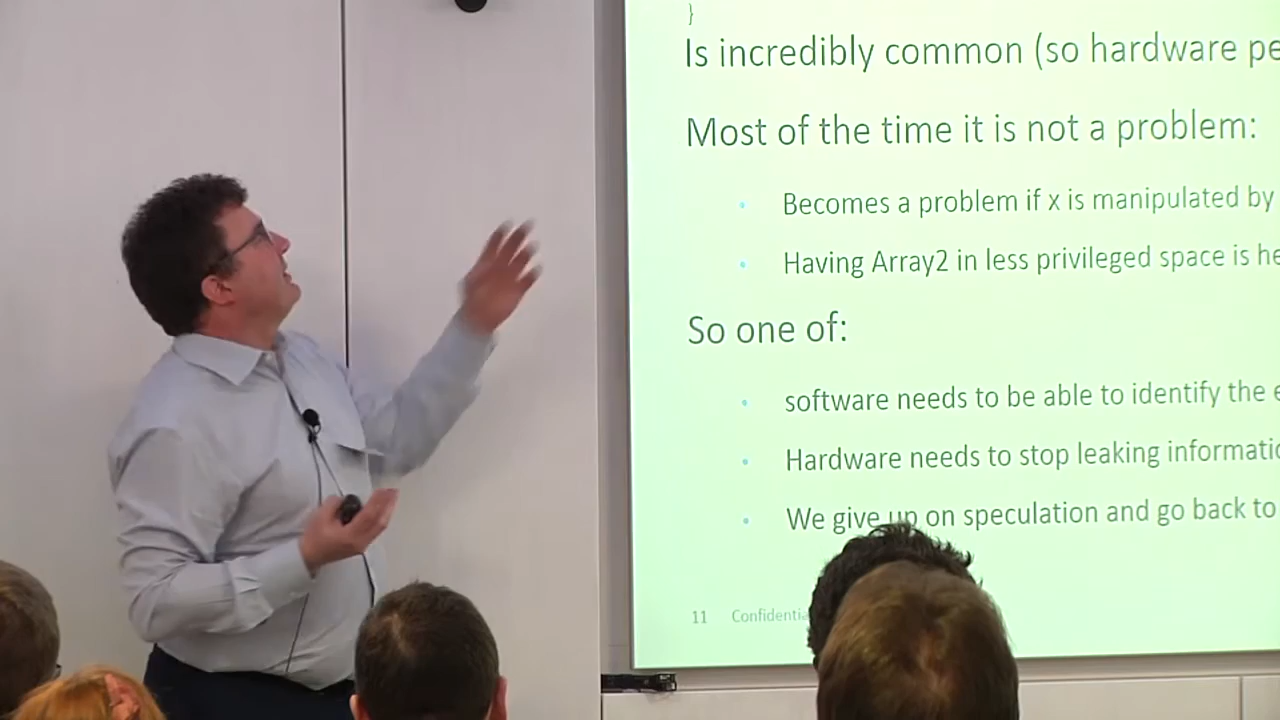 }
Is incredibly common (so hardware pe
Most of the time it is not a problem:
• Becomes a problem if x is manipulated by
• Having Array2 in less privileged space is he
So one of:
• software needs to be able to identify the e
• Hardware needs to stop leaking informatio
• We give up on speculation and go back to
11 Confidentia